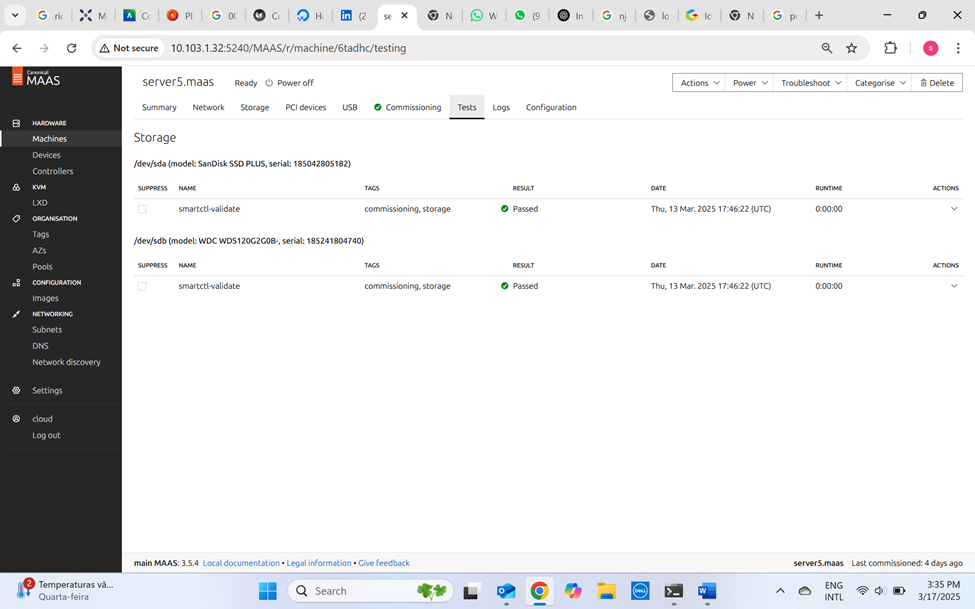 ric
M
Co
Pl
00
Co
Ho
(2
se
N
W
(9
In
nj
lo
Ic
N
pc
Not secure
10.103.1.32:5240/MAAS/r/machine/6tadhc/testing
s
Canonical
MAAS
server5.maas Ready Power off
Actions Power Troubleshoot Categorise Delete
Summary Network Storage PCI devices USB Commissioning Tests Logs Configuration
HARDWARE
Machines
Devices
Controllers
KVM
LXD
ORGANISATION
Tags
AZs
Pools
CONFIGURATION
Images
NETWORKING
Subnets
DNS
Network discovery
Settings
cloud
Log out
Storage
/dev/sda (model: SanDisk SSD PLUS, serial: 185042805182)
SUPPRESS NAME TAGS RESULT DATE RUNTIME ACTIONS
smartctl-validate commissioning, storage Passed Thu, 13 Mar. 2025 17:46:22 (UTC) 0:00:00
/dev/sdb (model: WDC WDS120G2G0B-, serial: 185241804740)
SUPPRESS NAME TAGS RESULT DATE RUNTIME ACTIONS
smartctl-validate commissioning, storage Passed Thu, 13 Mar. 2025 17:46:22 (UTC) 0:00:00
main MAAS: 3.5.4 Local documentation • Legal information • Give feedback
server5.maas Last commissioned: 4 days ago
2
Temperaturas vä...
Quarta-feira
Search
DELL
ENG
INTL
3:35 PM
3/17/2025